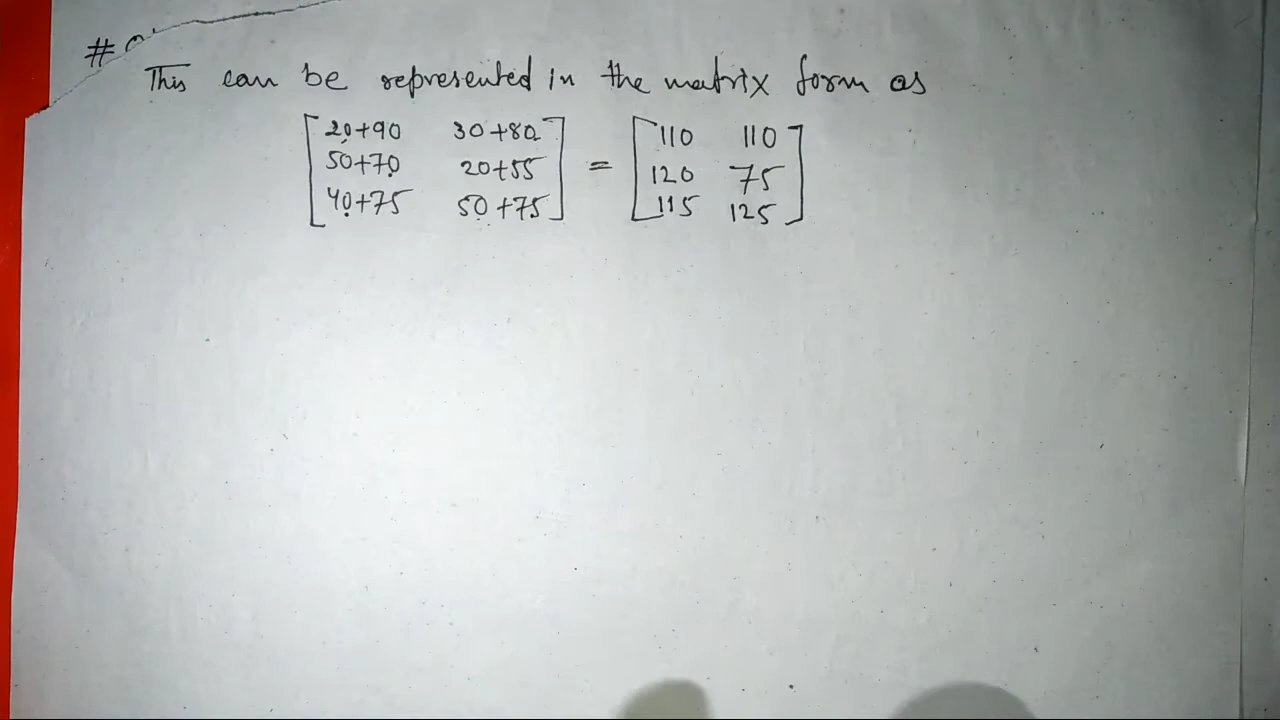 #
This can be represented in the matrix form as
[20+90 30+80] = [110 110]
[50+70 20+55] [120 75]
[40+75 50+75] [115 125]